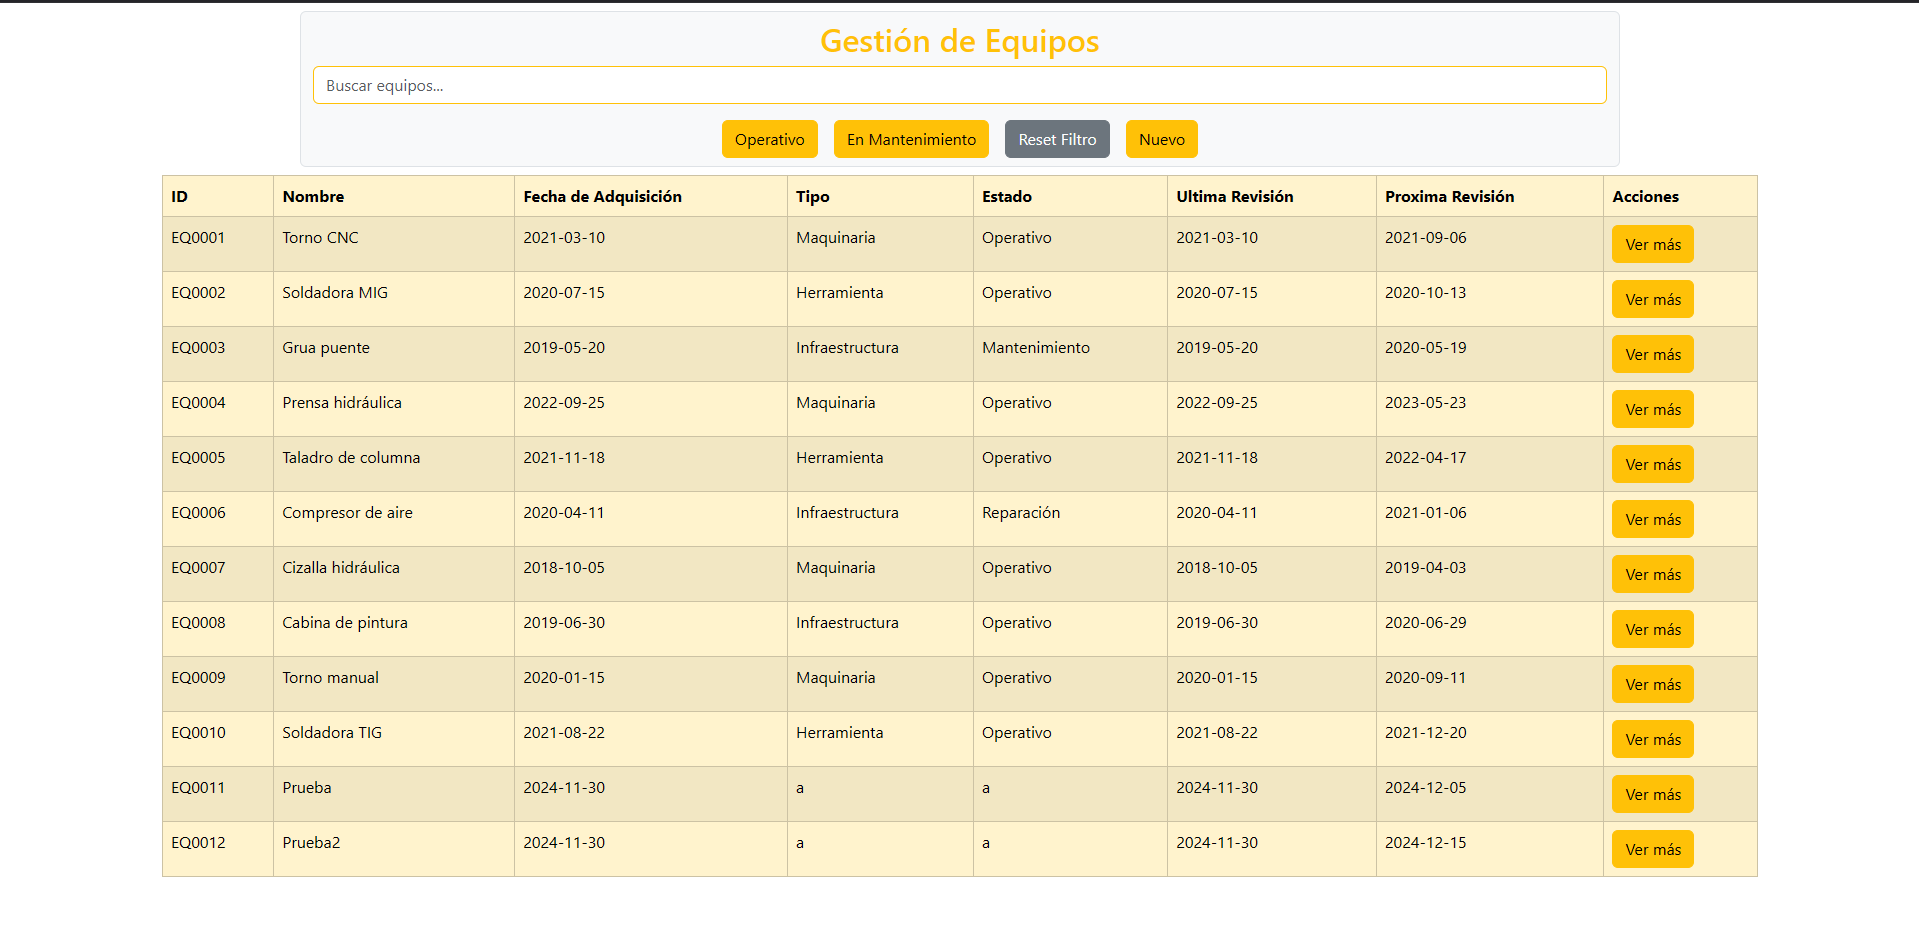 Gestión de Equipos
Buscar equipos...
Operativo En Mantenimiento Reset Filtro Nuevo
ID Nombre Fecha de Adquisición Tipo Estado Ultima Revisión Proxima Revisión Acciones
EQ0001 Torno CNC 2021-03-10 Maquinaria Operativo 2021-03-10 2021-09-06 Ver más
EQ0002 Soldadora MIG 2020-07-15 Herramienta Operativo 2020-07-15 2020-10-13 Ver más
EQ0003 Grua puente 2019-05-20 Infraestructura Mantenimiento 2019-05-20 2020-05-19 Ver más
EQ0004 Prensa hidráulica 2022-09-25 Maquinaria Operativo 2022-09-25 2023-05-23 Ver más
EQ0005 Taladro de columna 2021-11-18 Herramienta Operativo 2021-11-18 2022-04-17 Ver más
EQ0006 Compresor de aire 2020-04-11 Infraestructura Reparación 2020-04-11 2021-01-06 Ver más
EQ0007 Cizalla hidráulica 2018-10-05 Maquinaria Operativo 2018-10-05 2019-04-03 Ver más
EQ0008 Cabina de pintura 2019-06-30 Infraestructura Operativo 2019-06-30 2020-06-29 Ver más
EQ0009 Torno manual 2020-01-15 Maquinaria Operativo 2020-01-15 2020-09-11 Ver más
EQ0010 Soldadora TIG 2021-08-22 Herramienta Operativo 2021-08-22 2021-12-20 Ver más
EQ0011 Prueba 2024-11-30 a a 2024-11-30 2024-12-05 Ver más
EQ0012 Prueba2 2024-11-30 a a 2024-11-30 2024-12-15 Ver más